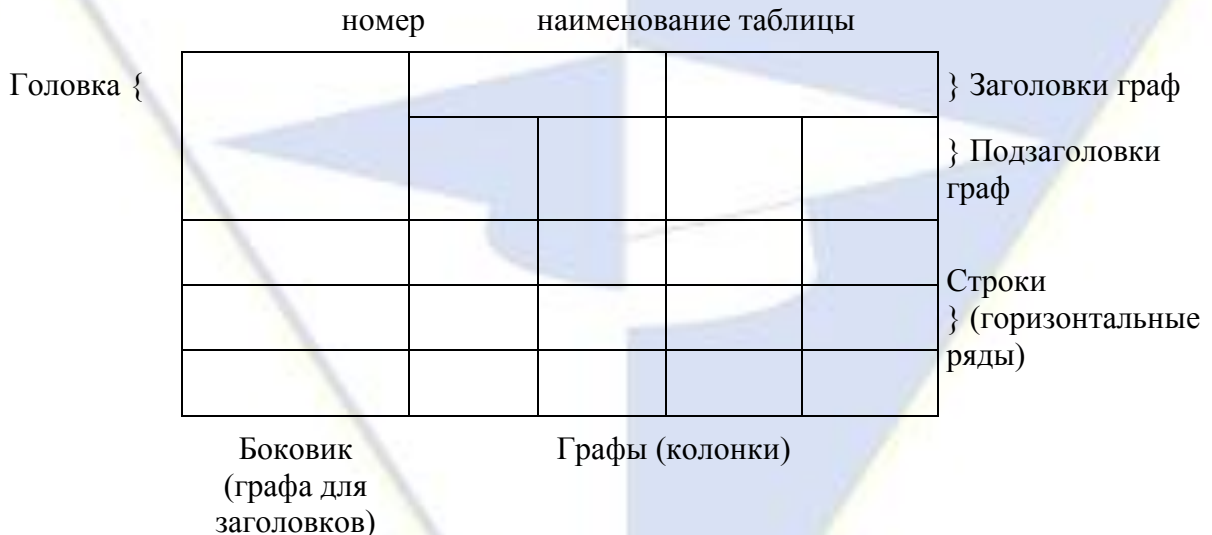 номер наименование таблицы
Головка { } Заголовки граф
} Подзаголовки
граф
Строки
} (горизонтальные
ряды)
Боковик Графы (колонки)
(графа для
заголовков)